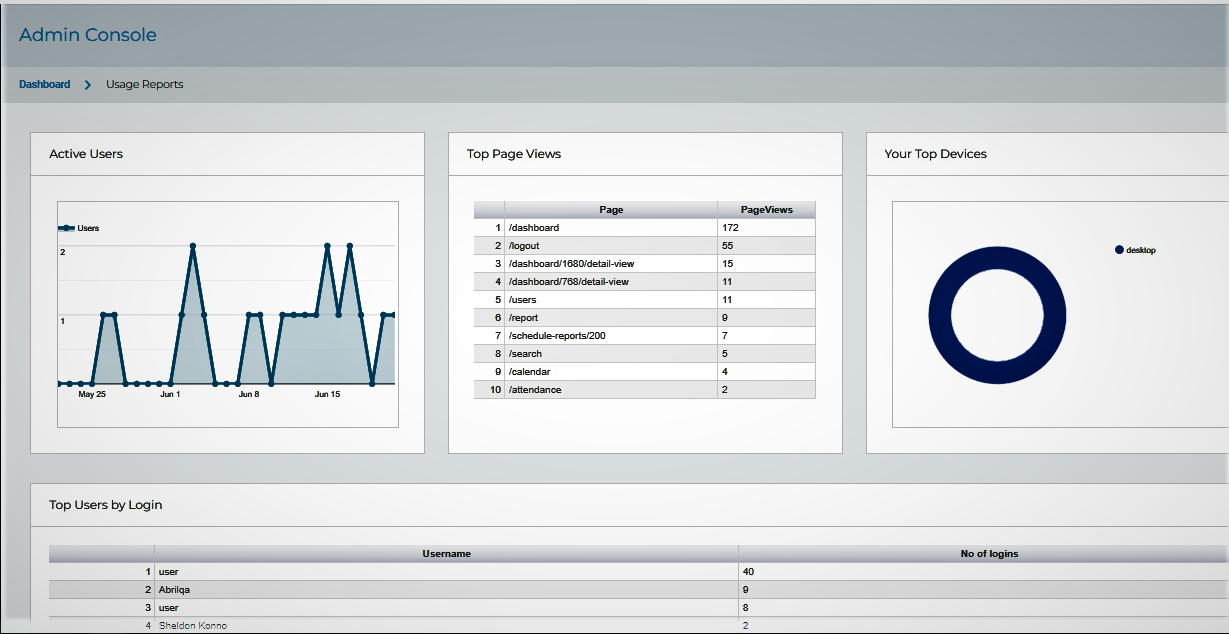 Admin Console
Dashboard > Usage Reports
Active Users
Users
2
1
May 25 Jun 1 Jun 8 Jun 15
Top Page Views
Page PageViews
1 /dashboard 172
2 /logout 55
3 /dashboard/1680/detail-view 15
4 /dashboard/768/detail-view 11
5 /users 11
6 /report 9
7 /schedule-reports/200 7
8 /search 5
9 /calendar 4
10 /attendance 2
Your Top Devices
desktop
Top Users by Login
Username No of logins
1 user 40
2 Abrilqa 9
3 user 8
4 Sheldon Konno 2